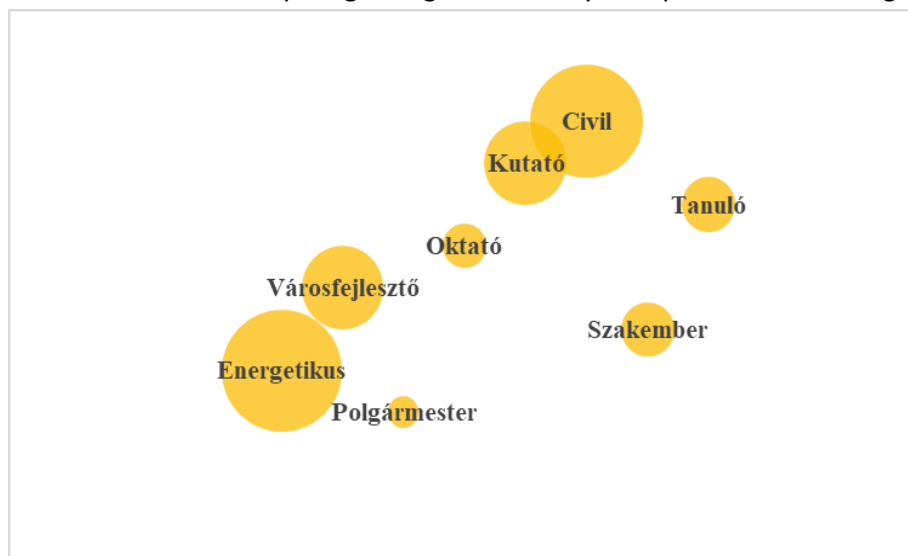 Civil
Kutató
Tanuló
Oktató
Városfejlesztő
Szakember
Energetikus
Polgármester